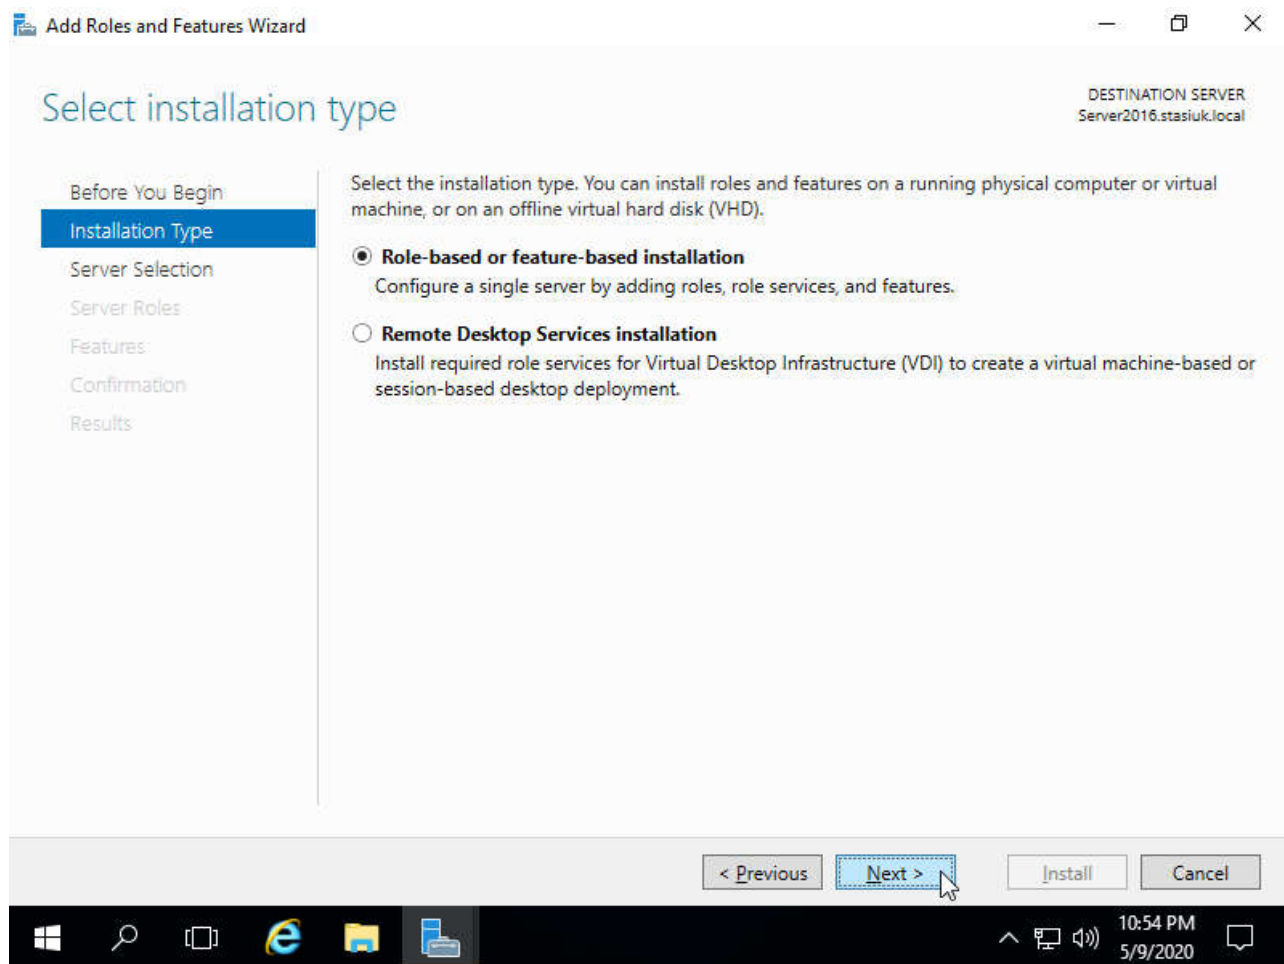 Add Roles and Features Wizard
Select installation type
DESTINATION SERVER
Server2016.stasiuk.local
Before You Begin
Installation Type
Server Selection
Server Roles
Features
Confirmation
Results
Select the installation type. You can install roles and features on a running physical computer or virtual
machine, or on an offline virtual hard disk (VHD).
Role-based or feature-based installation
Configure a single server by adding roles, role services, and features.
Remote Desktop Services installation
Install required role services for Virtual Desktop Infrastructure (VDI) to create a virtual machine-based or
session-based desktop deployment.
< Previous
Next >
Install
Cancel
10:54 PM
5/9/2020